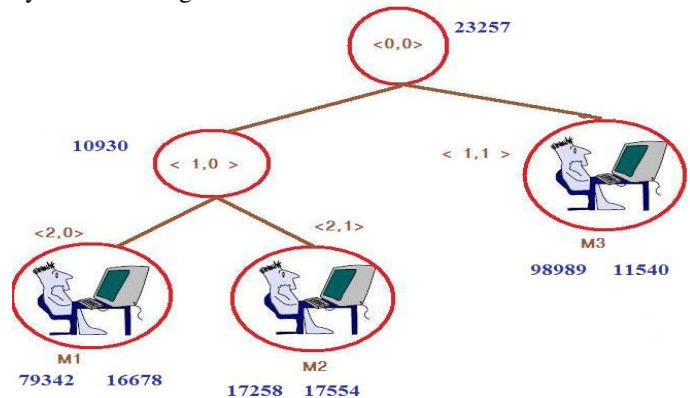 23257
<0,0>
10930
< 1,0 >
< 1,1 >
<2,0>
<2,1>
M3
98989 11540
M1
M2
79342 16678
17258 17554